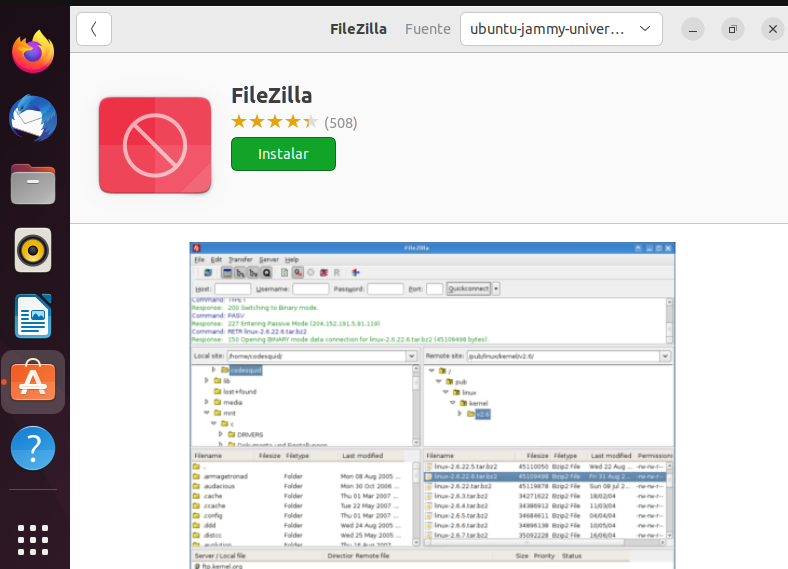 FileZilla Fuente ubuntu-jammy-univer…
FileZilla
(508)
Instalar
FileZilla
File Edit Transfer Server Help
Host: Username: Password: Port: Quickconnect
Command: TYPE I
Response: 200 Switching to Binary mode.
Command: PASV
Response: 227 Entering Passive Mode (204,152,191,5,91,119)
Command: RETR linux-2.6.22.6.tar.bz2
Response: 150 Opening BINARY mode data connection for linux-2.6.22.6.tar.bz2 (45109498 bytes).
Local site: /home/codesquid/ Remote site: /pub/linux/kernel/v2.6/
codesquid /
lib pub
lost+found linux
media kernel
mnt v2.6
c
DRIVERS
Dokumente und Einstellungen
Filename Filesize Filetype Last modified Filename Filesize Filetype Last modified Permissions
.. linux-2.6.22.5.tar.bz2 45110050 Bzip2 File Wed 22 Aug ... -rw-rw-r--
.armagetronad Folder Mon 08 Aug 2005 ... linux-2.6.22.6.tar.bz2 45109498 Bzip2 File Fri 31 Aug 2... -rw-rw-r--
.audacious Folder Mon 30 Oct 2006 ... linux-2.6.22.tar.bz2 45119878 Bzip2 File Sun 08 Jul 2... -rw-rw-r--
.cache Folder Thu 01 Mar 2007 ... linux-2.6.3.tar.bz2 34271622 Bzip2 File 18/02/04 -rw-rw-r--
.ccache Folder Tue 22 May 2007 ... linux-2.6.4.tar.bz2 34386912 Bzip2 File 11/03/04 -rw-rw-r--
.config Folder Thu 01 Mar 2007 ... linux-2.6.5.tar.bz2 34684611 Bzip2 File 04/04/04 -rw-rw-r--
.ddd Folder Wed 24 Aug 2005 ... linux-2.6.6.tar.bz2 34896138 Bzip2 File 10/05/04 -rw-rw-r--
.distcc Folder Wed 25 May 2005 ... linux-2.6.7.tar.bz2 35092228 Bzip2 File 16/06/04 -rw-rw-r--
.evolution Folder Thu 16 Aug 2007
Server / Local file Direction Remote file Size Priority Status
ftp.kernel.org